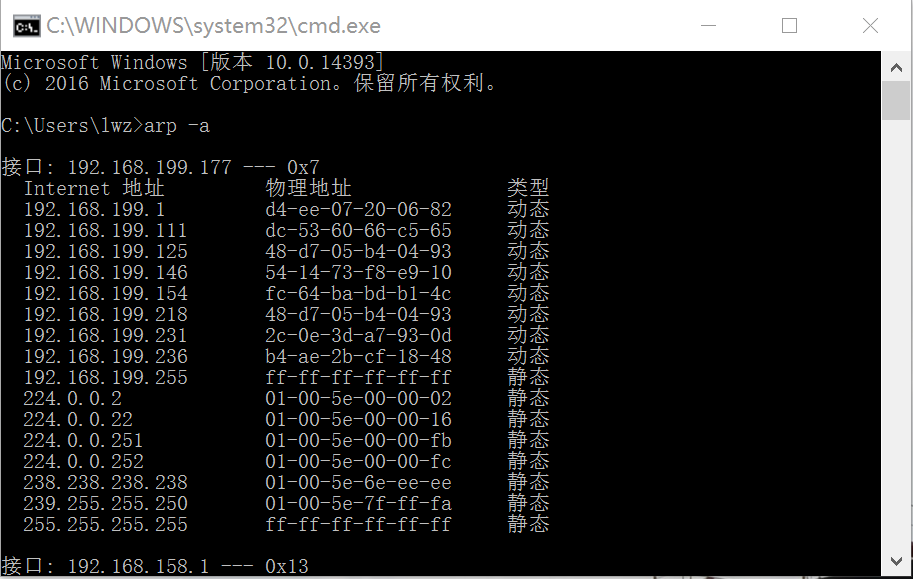 C:\WINDOWS\system32\cmd.exe
Microsoft Windows [版本 10.0.14393]
(c) 2016 Microsoft Corporation。保留所有权利。
C:\Users\lwz>arp -a
接口: 192.168.199.177 --- 0x7
Internet 地址 物理地址 类型
192.168.199.1 d4-ee-07-20-06-82 动态
192.168.199.111 dc-53-60-66-c5-65 动态
192.168.199.125 48-d7-05-b4-04-93 动态
192.168.199.146 54-14-73-f8-e9-10 动态
192.168.199.154 fc-64-ba-bd-b1-4c 动态
192.168.199.218 48-d7-05-b4-04-93 动态
192.168.199.231 2c-0e-3d-a7-93-0d 动态
192.168.199.236 b4-ae-2b-cf-18-48 动态
192.168.199.255 ff-ff-ff-ff-ff-ff 静态
224.0.0.2 01-00-5e-00-00-02 静态
224.0.0.22 01-00-5e-00-00-16 静态
224.0.0.251 01-00-5e-00-00-fb 静态
224.0.0.252 01-00-5e-00-00-fc 静态
238.238.238.238 01-00-5e-6e-ee-ee 静态
239.255.255.250 01-00-5e-7f-ff-fa 静态
255.255.255.255 ff-ff-ff-ff-ff-ff 静态
接口: 192.168.158.1 --- 0x13